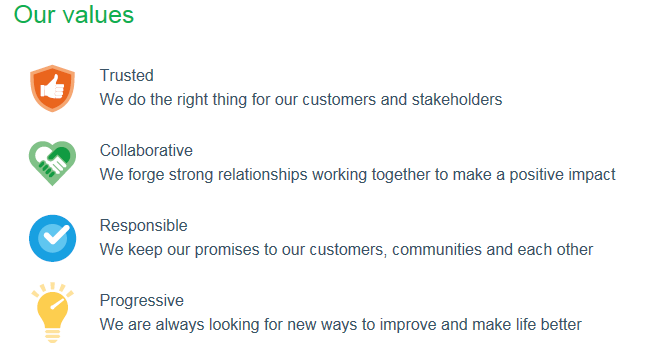 Our values
Trusted
We do the right thing for our customers and stakeholders
Collaborative
We forge strong relationships working together to make a positive impact
Responsible
We keep our promises to our customers, communities and each other
Progressive
We are always looking for new ways to improve and make life better